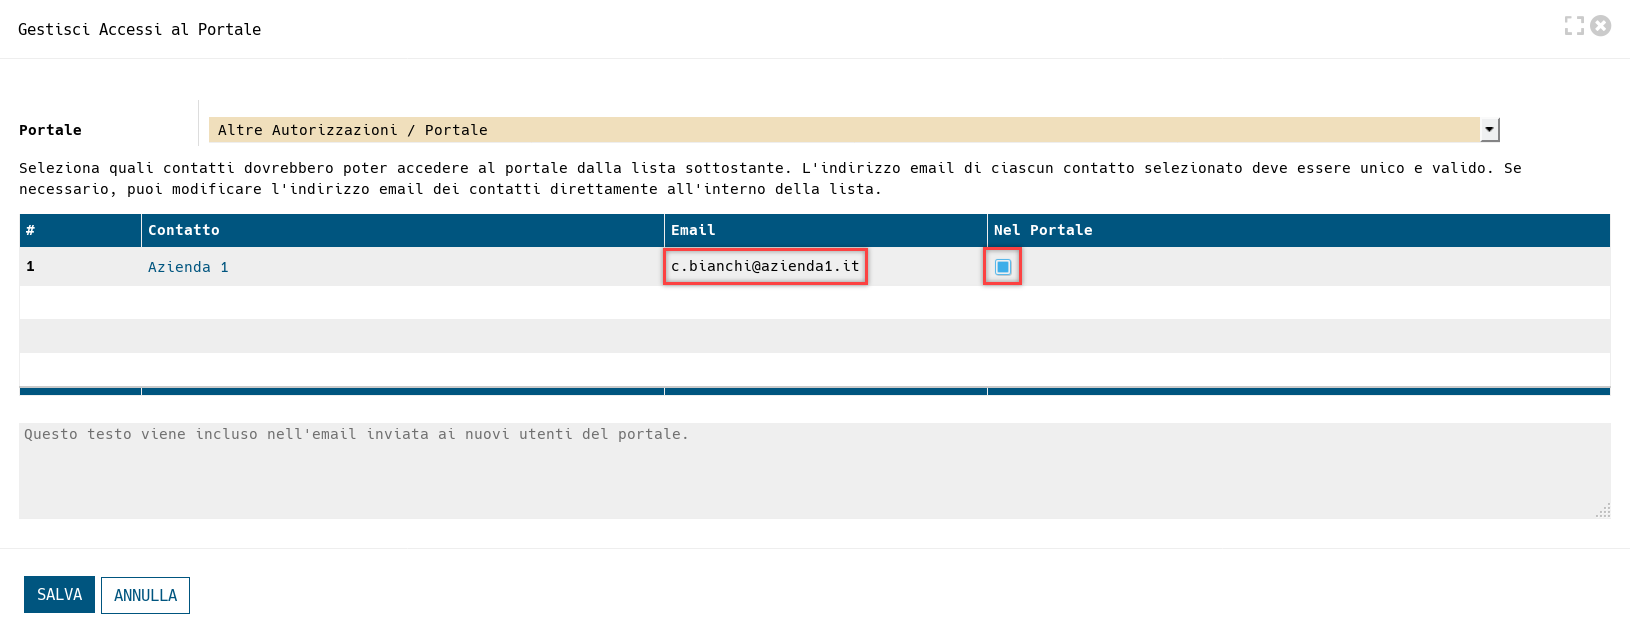 Gestisci Accessi al Portale
Portale
Altre Autorizzazioni / Portale
Seleziona quali contatti dovrebbero poter accedere al portale dalla lista sottostante. L'indirizzo email di ciascun contatto selezionato deve essere unico e valido. Se
necessario, puoi modificare l'indirizzo email dei contatti direttamente all'interno della lista.
# Contatto Email Nel Portale
1 Azienda 1 c.bianchi@azienda1.it
Questo testo viene incluso nell'email inviata ai nuovi utenti del portale.
SALVA ANNULLA